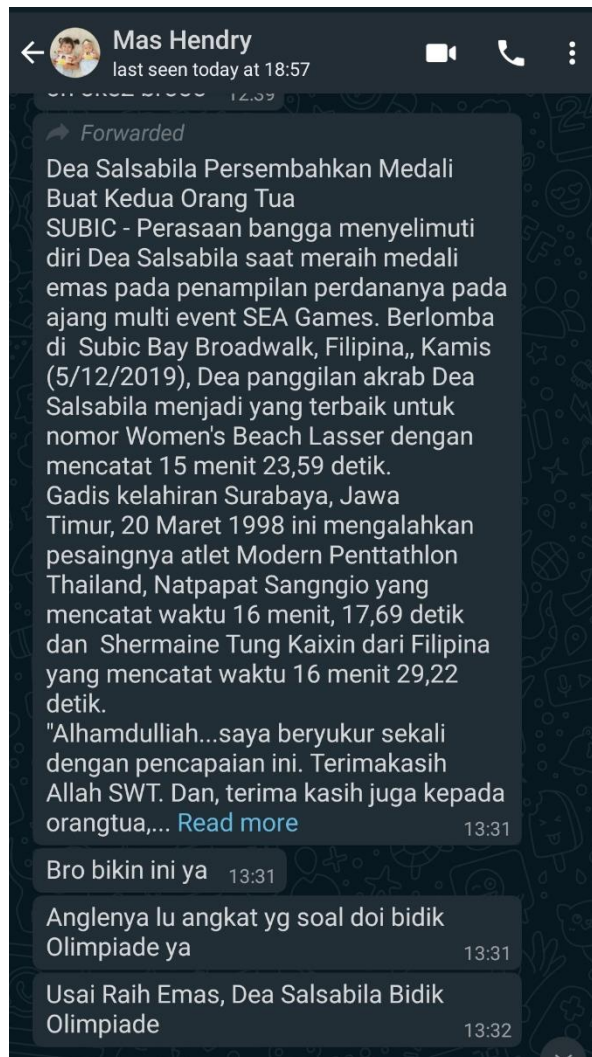 Mas Hendry
last seen today at 18:57
12.39
Forwarded
Dea Salsabila Persembahkan Medali
Buat Kedua Orang Tua
SUBIC - Perasaan bangga menyelimuti
diri Dea Salsabila saat meraih medali
emas pada penampilan perdananya pada
ajang multi event SEA Games. Berlomba
di  Subic Bay Broadwalk, Filipina,, Kamis
(5/12/2019), Dea panggilan akrab Dea
Salsabila menjadi yang terbaik untuk
nomor Women's Beach Lasser dengan
mencatat 15 menit 23,59 detik.
Gadis kelahiran Surabaya, Jawa
Timur, 20 Maret 1998 ini mengalahkan
pesaingnya atlet Modern Penttathlon
Thailand, Natpapat Sangngio yang
mencatat waktu 16 menit, 17,69 detik
dan  Shermaine Tung Kaixin dari Filipina
yang mencatat waktu 16 menit 29,22
detik.
"Alhamdulliah...saya beryukur sekali
dengan pencapaian ini. Terimakasih
Allah SWT. Dan, terima kasih juga kepada
orangtua,... Read more
13:31
Bro bikin ini ya 13:31
Anglenya lu angkat yg soal doi bidik
Olimpiade ya 13:31
Usai Raih Emas, Dea Salsabila Bidik
Olimpiade 13:32